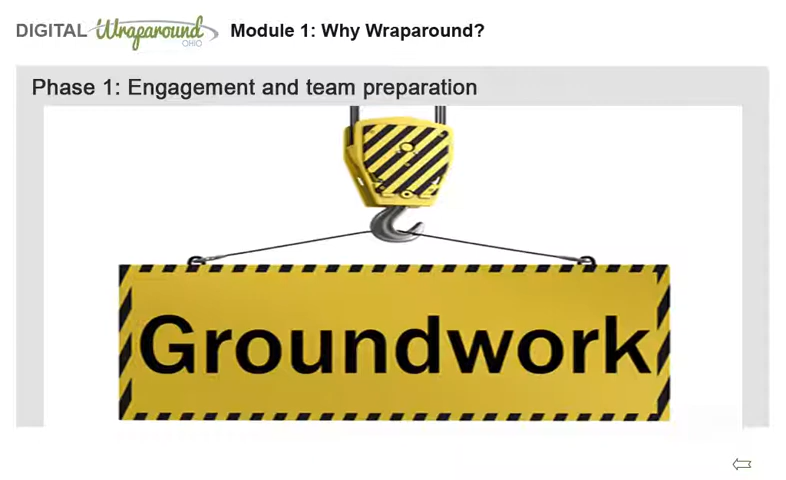 DIGITAL Wraparound OHIO Module 1: Why Wraparound?
Phase 1: Engagement and team preparation
Groundwork